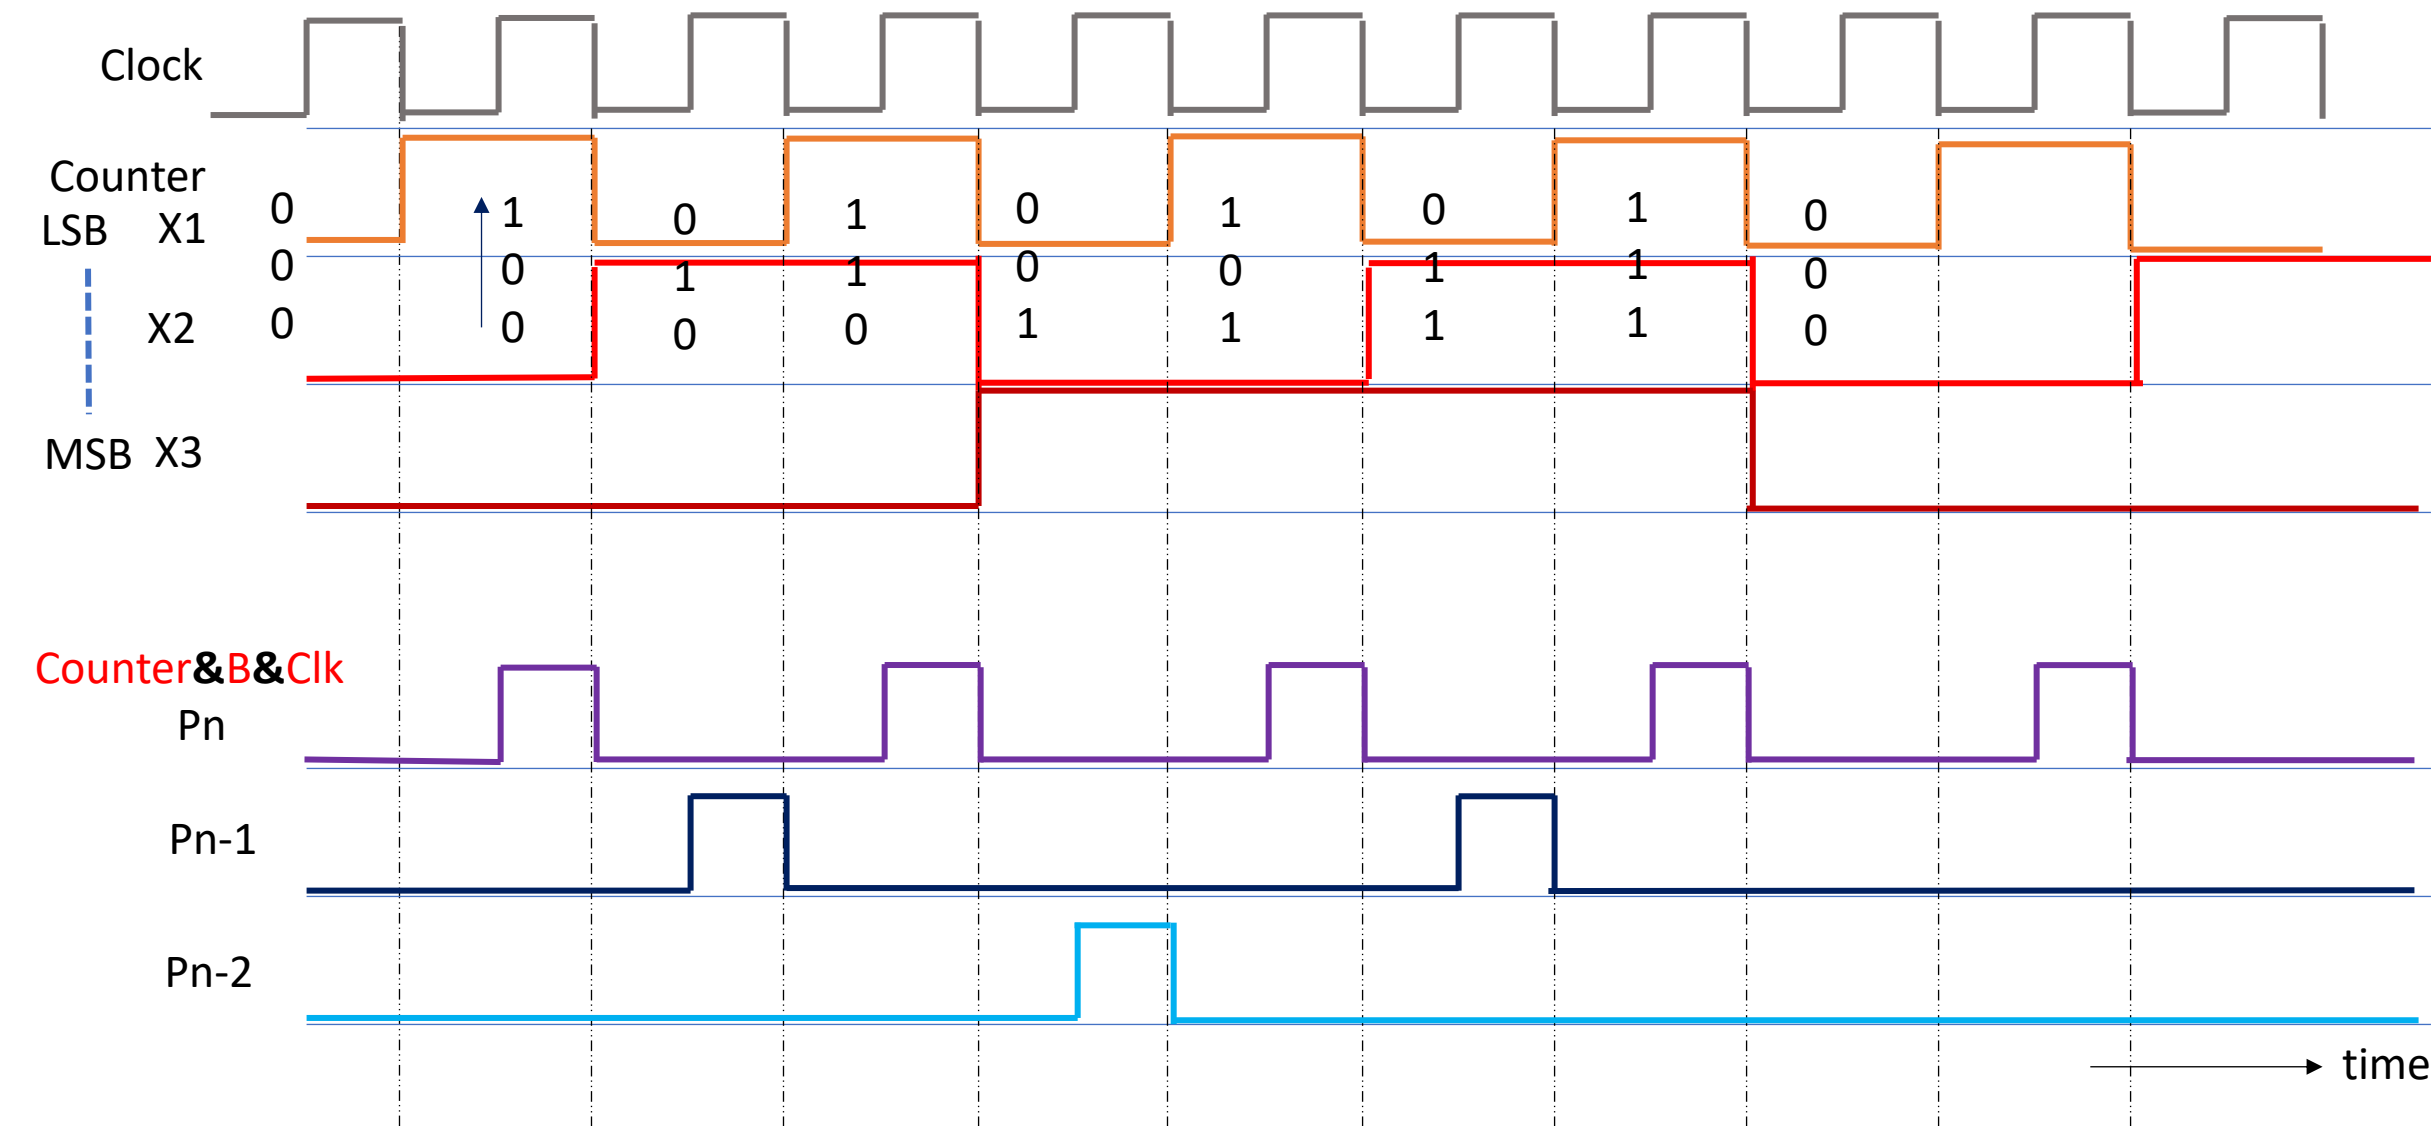 Clock
Counter
LSB X1
X2
MSB X3
0 1 0 1 0 1 0 1 0
0 0 1 1 0 0 1 1 0
0 0 0 0 1 1 1 1 0
Counter&B&Clk
Pn
Pn-1
Pn-2
time